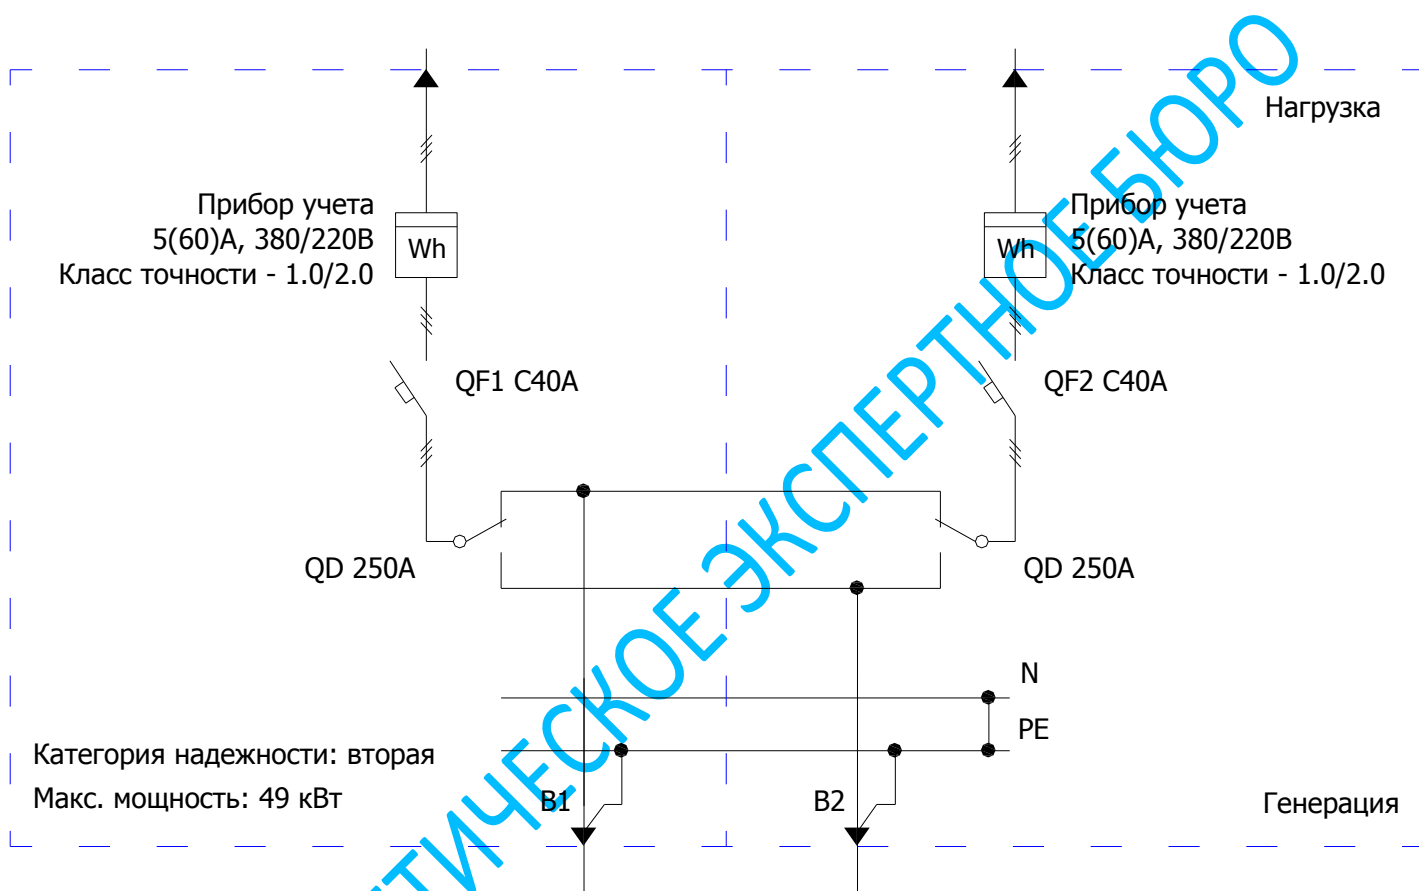 Нагрузка
Прибор учета
5(60)А, 380/220В
Класс точности - 1.0/2.0
Wh
Wh
Прибор учета
5(60)А, 380/220В
Класс точности - 1.0/2.0
QF1 C40A
QF2 C40A
QD 250A
QD 250A
N
PE
Категория надежности: вторая
Макс. мощность: 49 кВт
В1
В2
Генерация
ТИЧЕСКОЕ ЭКСПЕРТНОЕ БЮРО